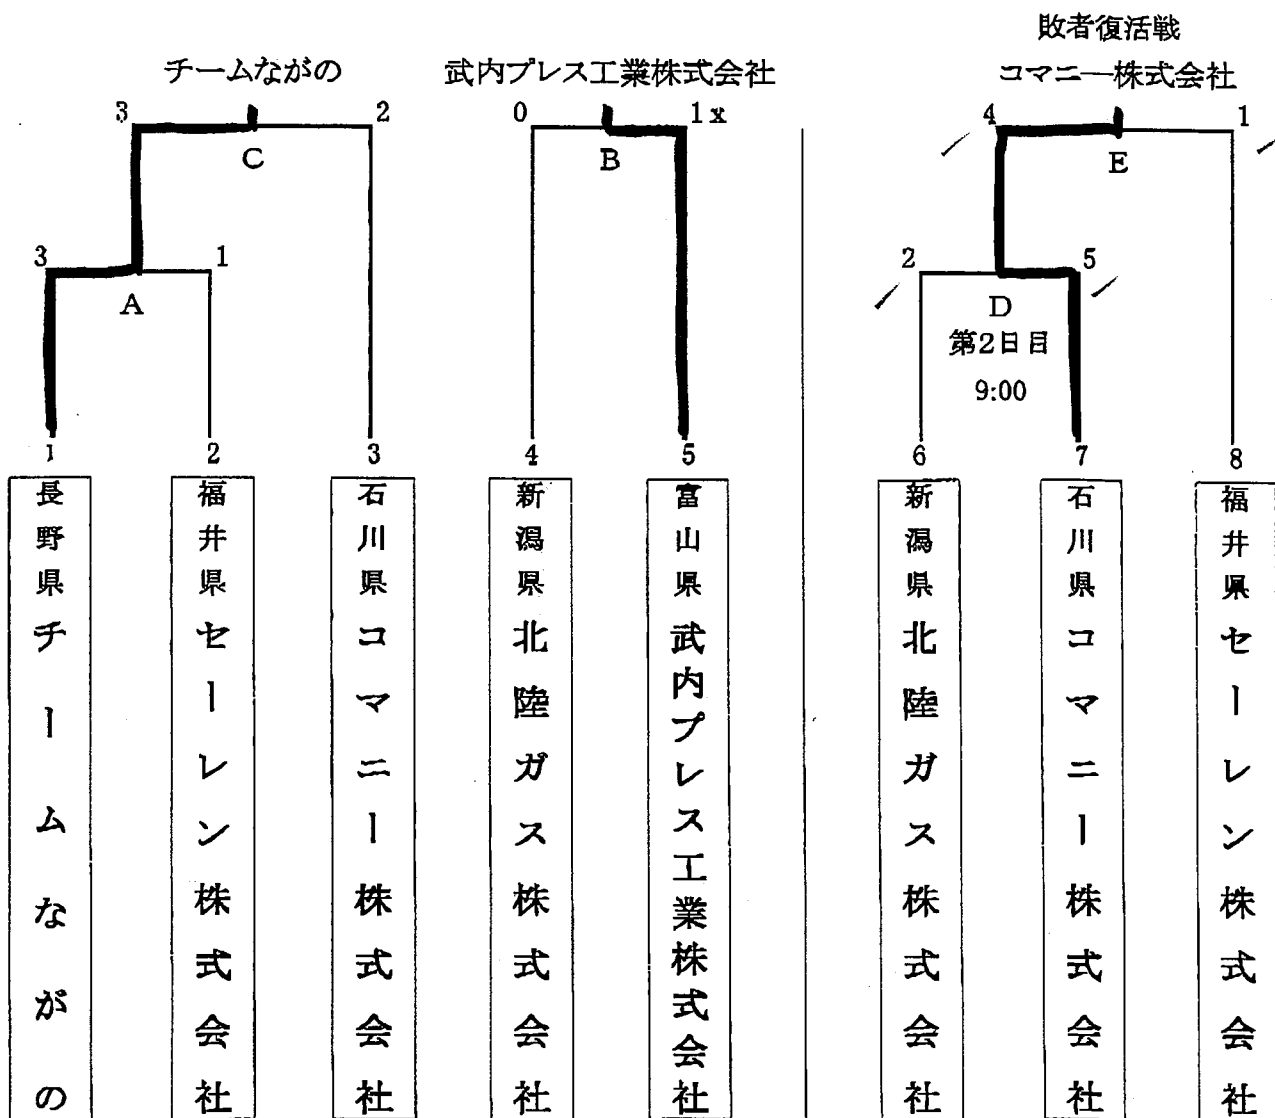 敗者復活戦
チームながの
武内プレス工業株式会社
コマニー株式会社
3
2
0
1x
4
1
C
B
E
3
1
2
5
A
D
第2日目
9:00
1
2
3
4
5
6
7
8
長野県チームながの
福井県セーレン株式会社
石川県コマニー株式会社
新潟県北陸ガス株式会社
富山県武内プレス工業株式会社
新潟県北陸ガス株式会社
石川県コマニー株式会社
福井県セーレン株式会社